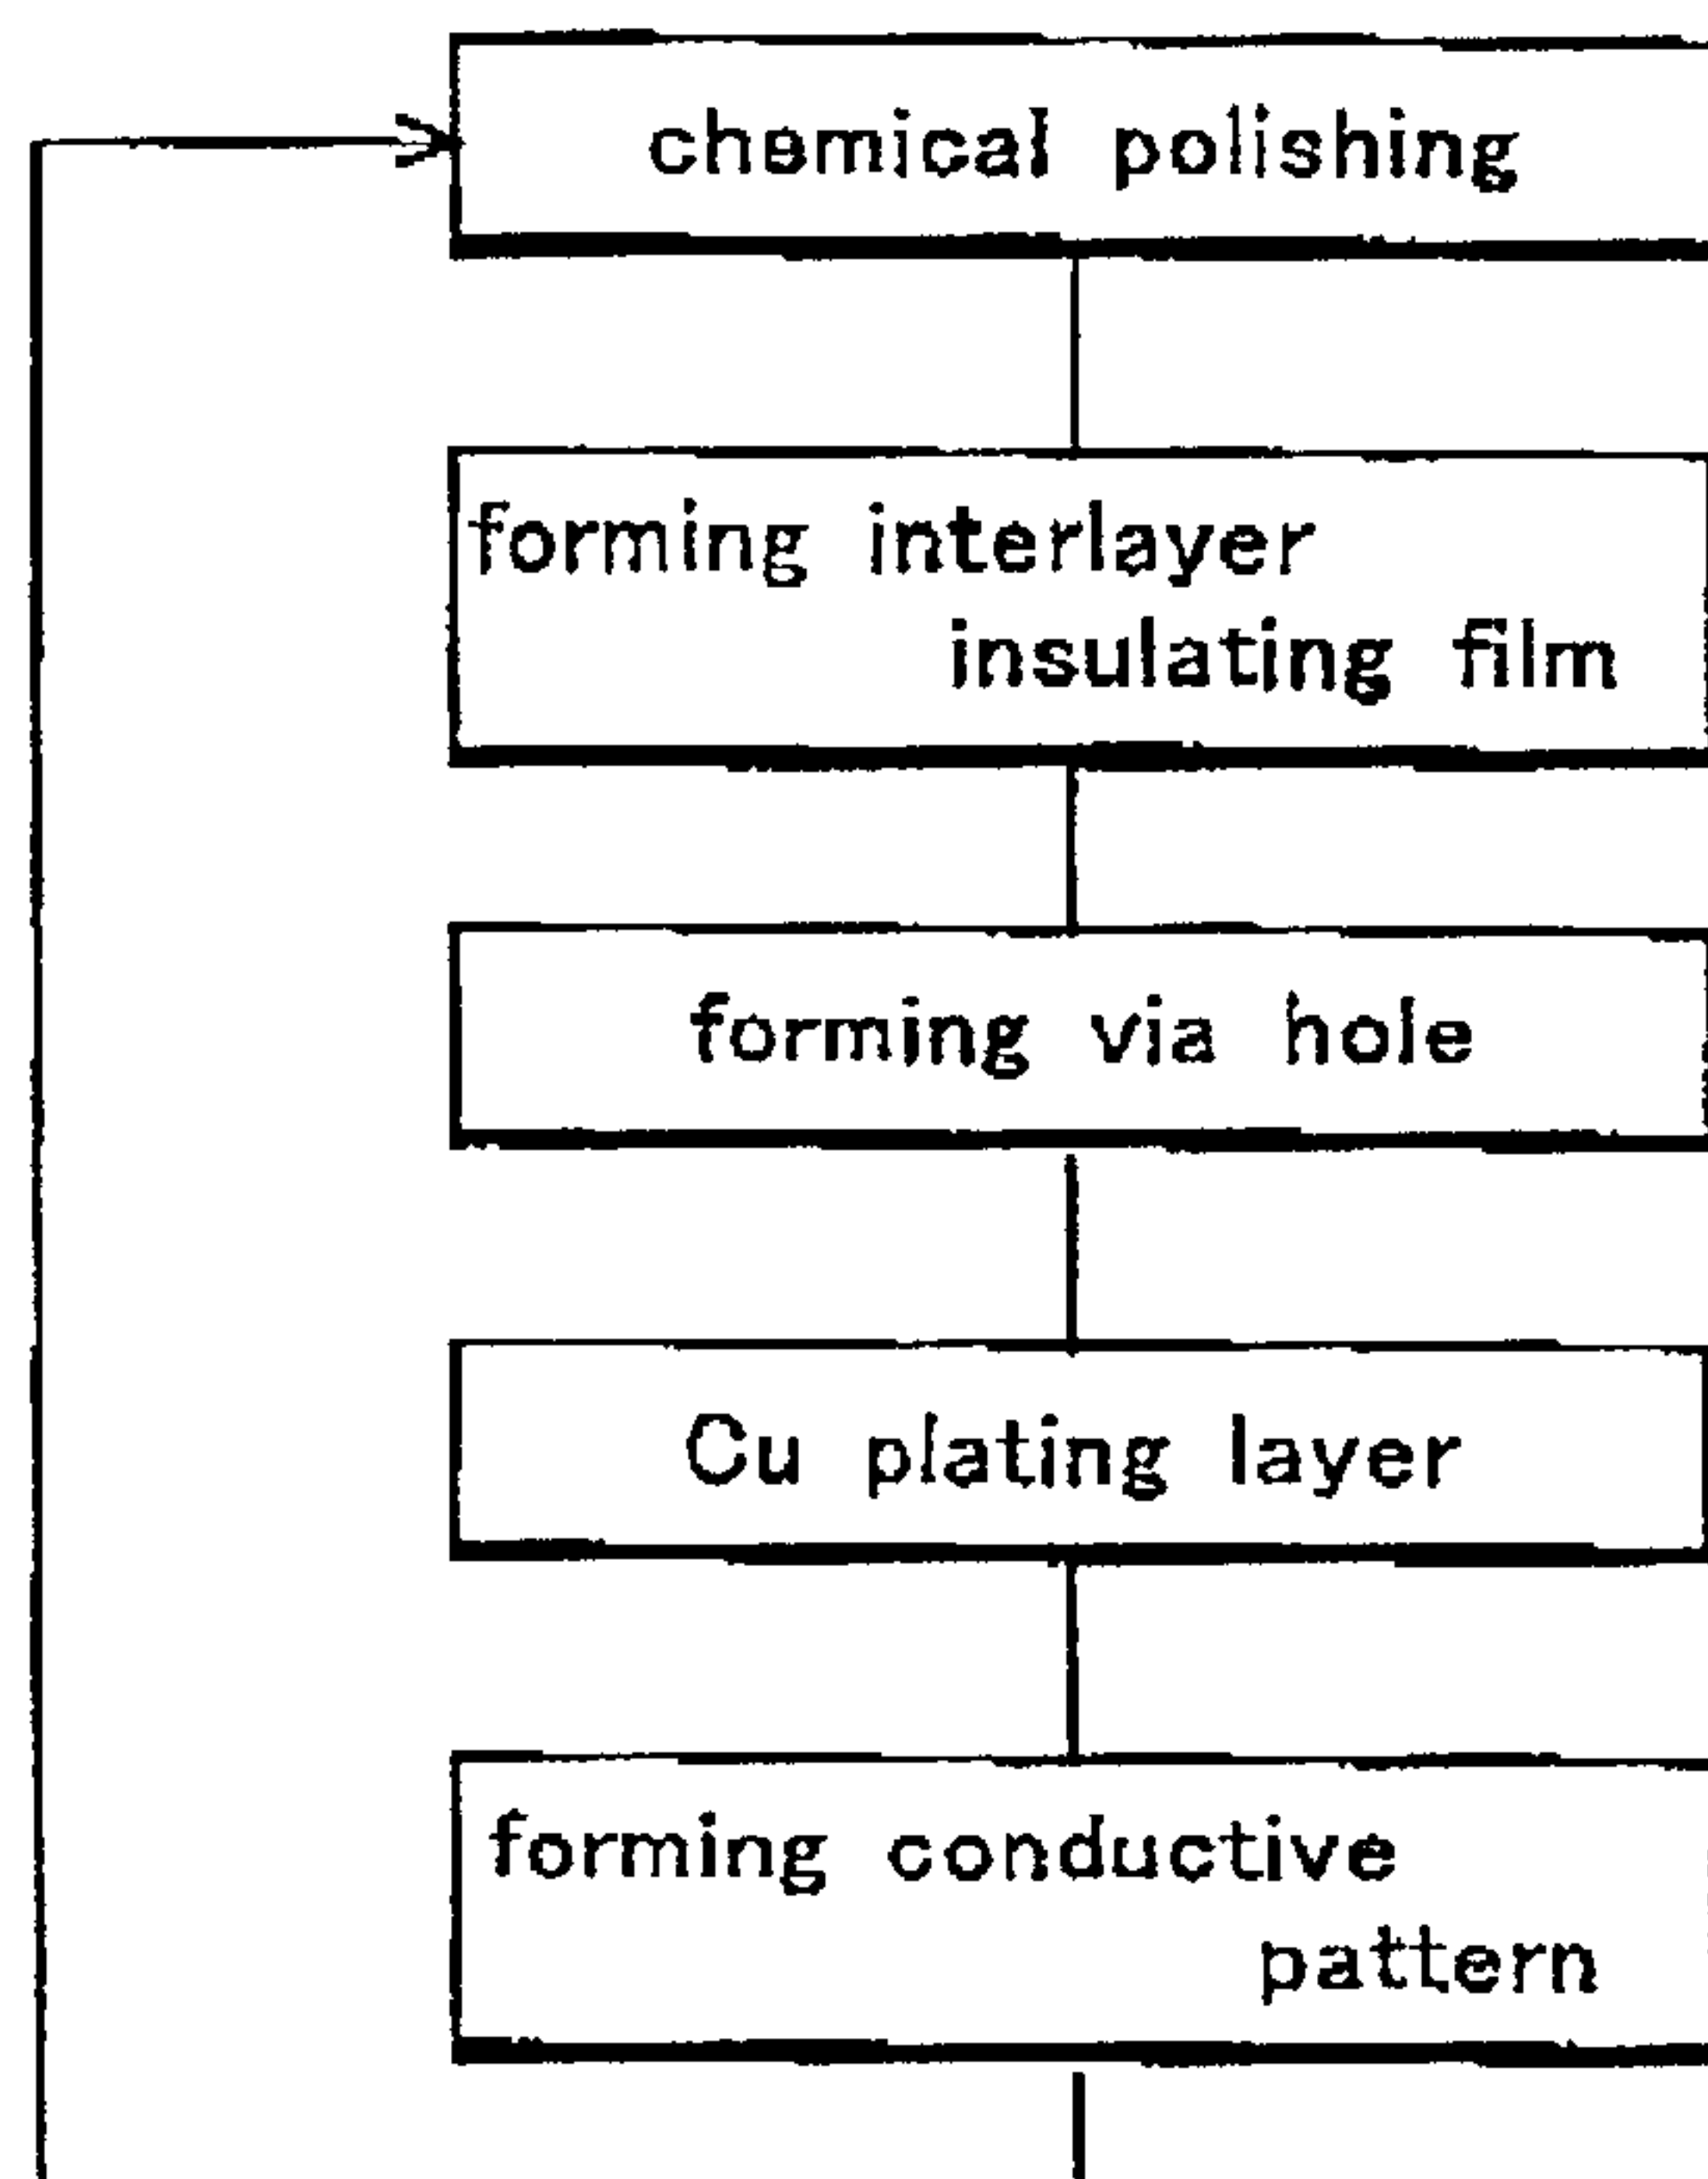 chemical polishing
forming interlayer
insulating film
forming via hole
Cu plating layer
forming conductive
pattern